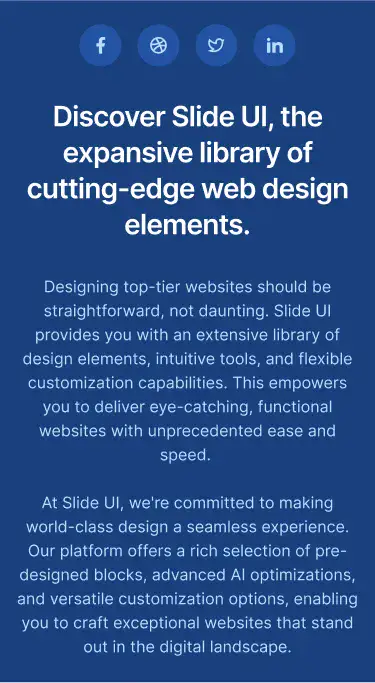 Discover Slide UI, the
expansive library of
cutting-edge web design
elements.
Designing top-tier websites should be
straightforward, not daunting. Slide UI
provides you with an extensive library of
design elements, intuitive tools, and flexible
customization capabilities. This empowers
you to deliver eye-catching, functional
websites with unprecedented ease and
speed.
At Slide UI, we're committed to making
world-class design a seamless experience.
Our platform offers a rich selection of pre-
designed blocks, advanced AI optimizations,
and versatile customization options, enabling
you to craft exceptional websites that stand
out in the digital landscape.